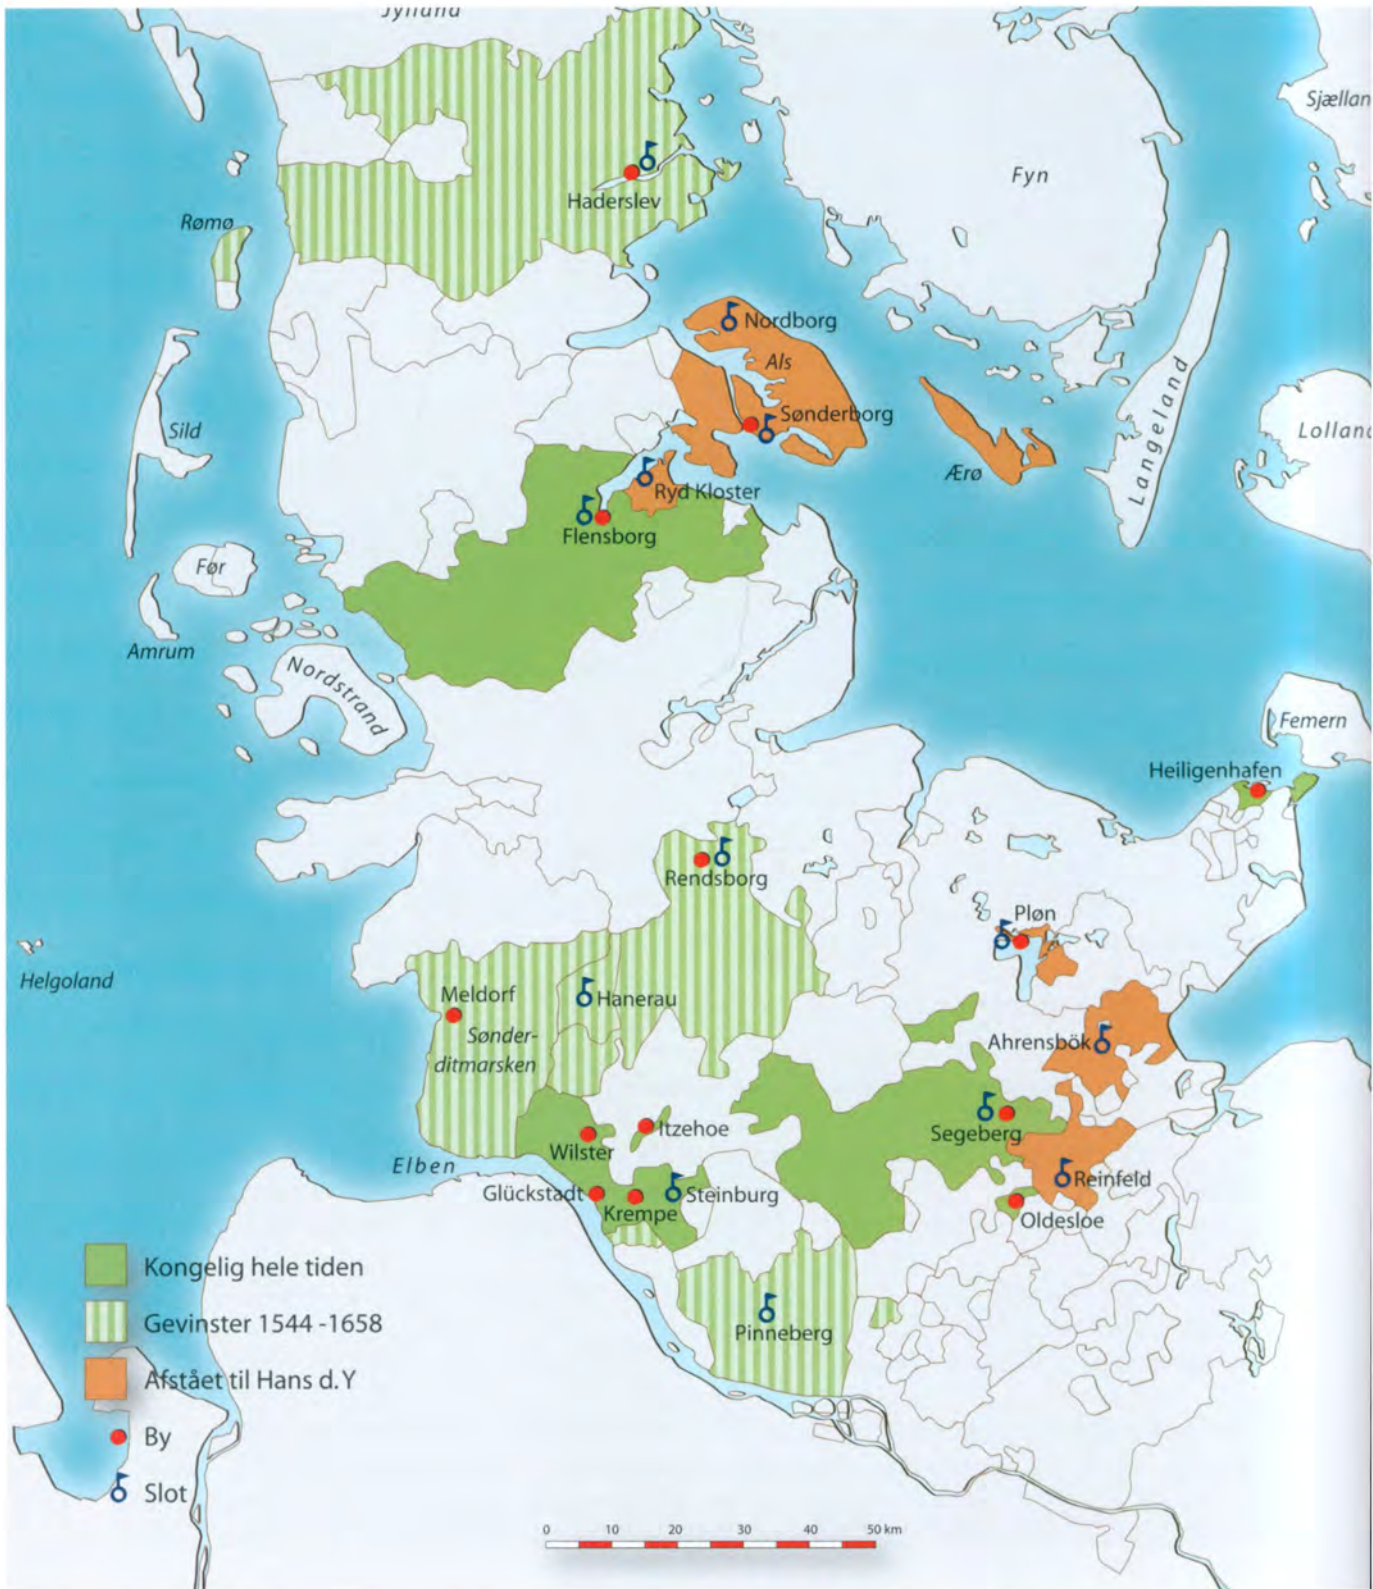 Jylland
Sjællan
Fyn
Haderslev
Rømø
Nordborg
Als
Sønderborg
Langeland
Lolland
Sild
Ærø
Ryd Kloster
Flensborg
Før
Amrum
Nordstrand
Femern
Heiligenhafen
Rendsborg
Pløn
Helgoland
Meldorf
Hanerau
Sønder-
ditmarsken
Ahrensbök
Segeberg
Itzehoe
Wilster
Elben
Reinfeld
Glückstadt
Krempe
Steinburg
Oldesloe
Kongelig hele tiden
Gevinster 1544 -1658
Pinneberg
Afstået til Hans d. Y
By
Slot
0 10 20 30 40 50 km